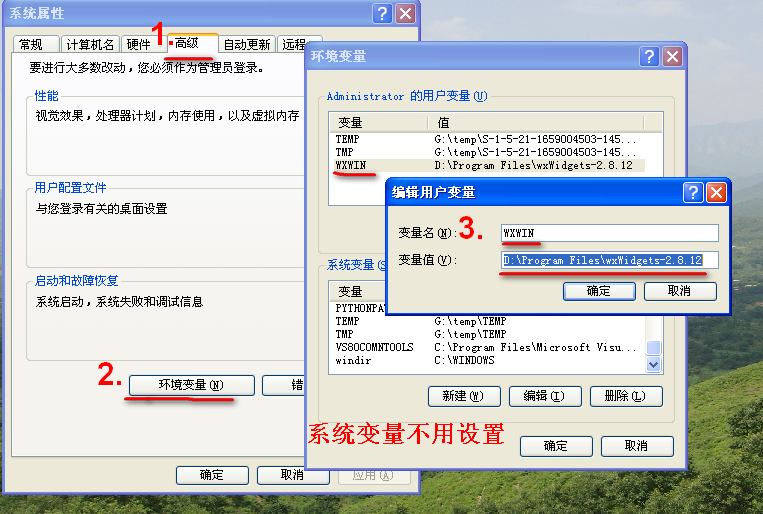 系统属性
1.
常规 计算机名 硬件 高级 自动更新 远程
要进行大多数改动，您必须作为管理员登录。
性能
视觉效果，处理器计划，内存使用，以及虚拟内存
用户配置文件
与您登录有关的桌面设置
启动和故障恢复
系统启动，系统失败和调试信息
2.
环境变量(N) 错
确定 取消 应用(A)
环境变量
Administrator 的用户变量(U)
变量 值
TEMP G:\temp\S-1-5-21-1659004503-145...
TMP G:\temp\S-1-5-21-1659004503-145...
WXWIN D:\Program Files\wxWidgets-2.8.12
编辑用户变量
3.
变量名(N): WXWIN
变量值(V): D:\Program Files\wxWidgets-2.8.12
确定 取消
系统变量(S
变量
PYTHONPA
TEMP G:\temp\TEMP
TMP G:\temp\TEMP
VS80COMNTOOLS C:\Program Files\Microsoft Visu...
windir C:\WINDOWS
新建(W) 编辑(I) 删除(L)
系统变量不用设置
确定 取消